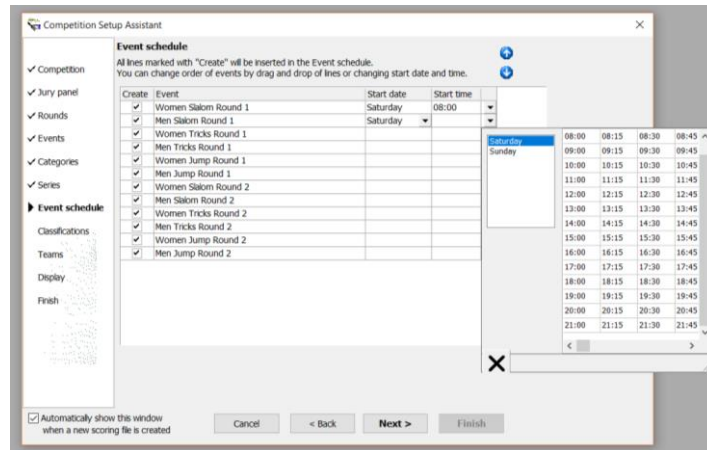 Competition Setup Assistant
Event schedule
All lines marked with "Create" will be inserted in the Event schedule.
You can change order of events by drag and drop of lines or changing start date and time.
Competition
Jury panel
Rounds
Events
Categories
Series
Event schedule
Classifications
Teams
Display
Finish
Create Event Start date Start time
Women Slalom Round 1 Saturday 08:00
Men Slalom Round 1 Saturday
Women Tricks Round 1
Men Tricks Round 1
Women Jump Round 1
Men Jump Round 1
Women Slalom Round 2
Men Slalom Round 2
Women Tricks Round 2
Men Tricks Round 2
Women Jump Round 2
Men Jump Round 2
Saturday
Sunday
08:00 08:15 08:30 08:45
09:00 09:15 09:30 09:45
10:00 10:15 10:30 10:45
11:00 11:15 11:30 11:45
12:00 12:15 12:30 12:45
13:00 13:15 13:30 13:45
14:00 14:15 14:30 14:45
15:00 15:15 15:30 15:45
16:00 16:15 16:30 16:45
17:00 17:15 17:30 17:45
18:00 18:15 18:30 18:45
19:00 19:15 19:30 19:45
20:00 20:15 20:30 20:45
21:00 21:15 21:30 21:45
Automatically show this window
when a new scoring file is created
Cancel < Back Next > Finish